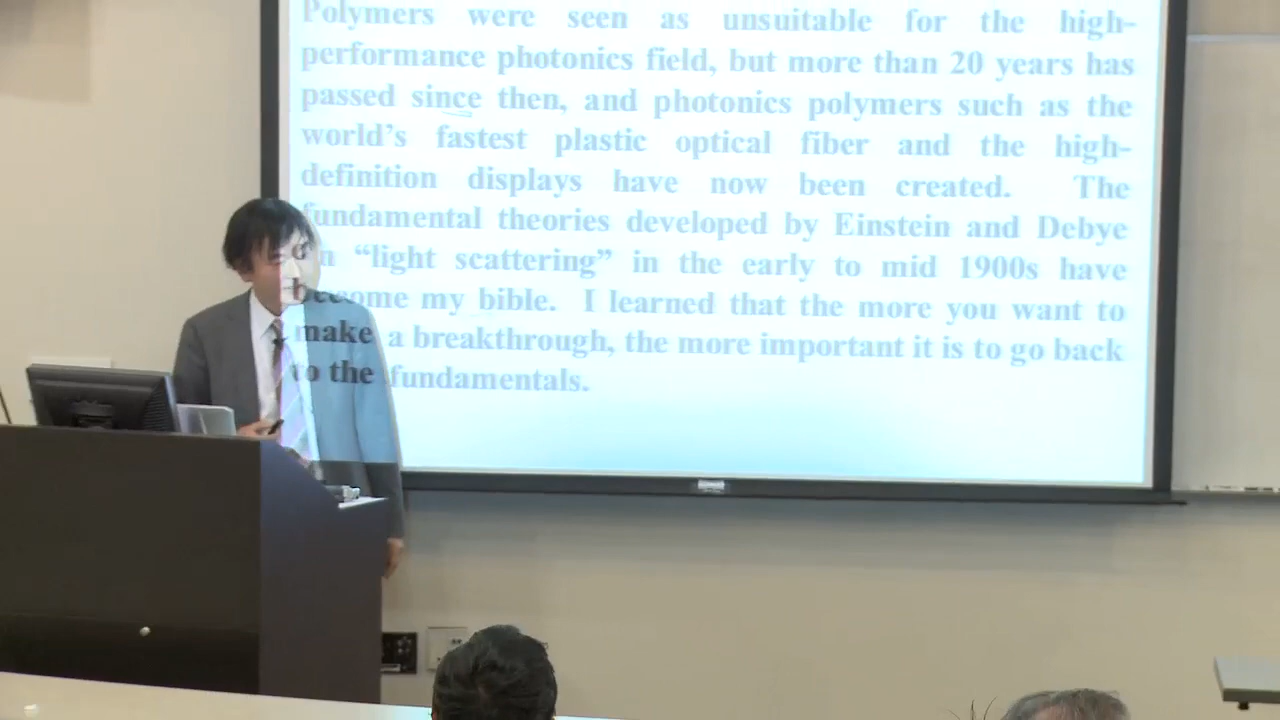 Polymers were seen as unsuitable for the high-
performance photonics field, but more than 20 years has
passed since then, and photonics polymers such as the
world's fastest plastic optical fiber and the high-
definition displays have now been created. The
fundamental theories developed by Einstein and Debye
on “light scattering” in the early to mid 1900s have
become my bible. I learned that the more you want to
make a breakthrough, the more important it is to go back
to the fundamentals.